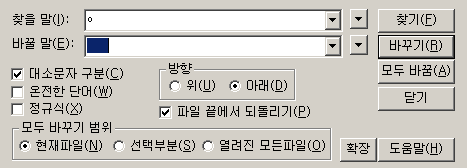 찾을 말(I): º 찾기(F)
바꿀 말(E): 바꾸기(R)
대소문자 구분(C) 방향 모두 바꿈(A)
온전한 단어(W) 위(U) 아래(D)
정규식(X) 파일 끝에서 되돌리기(P) 닫기
모두 바꾸기 범위
현재파일(N) 선택부분(S) 열려진 모든파일(O) 확장 도움말(H)